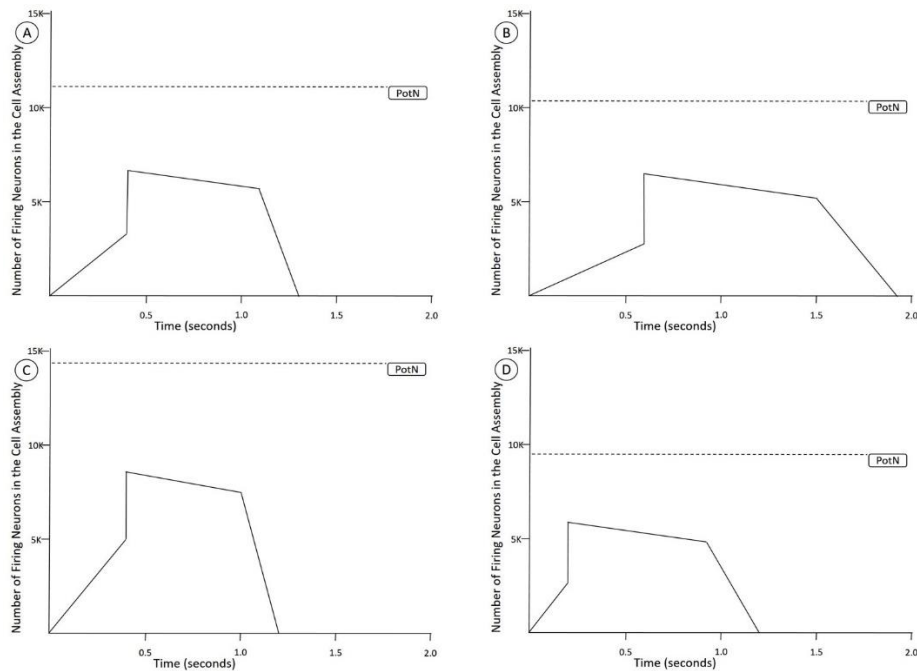 A
Number of Firing Neurons in the Cell Assembly
15K
10K
5K
PotN
0.5
1.0
1.5
2.0
Time (seconds)
B
Number of Firing Neurons in the Cell Assembly
15K
10K
5K
PotN
0.5
1.0
1.5
2.0
Time (seconds)
C
Number of Firing Neurons in the Cell Assembly
15K
10K
5K
PotN
0.5
1.0
1.5
2.0
Time (seconds)
D
Number of Firing Neurons in the Cell Assembly
15K
10K
5K
PotN
0.5
1.0
1.5
2.0
Time (seconds)